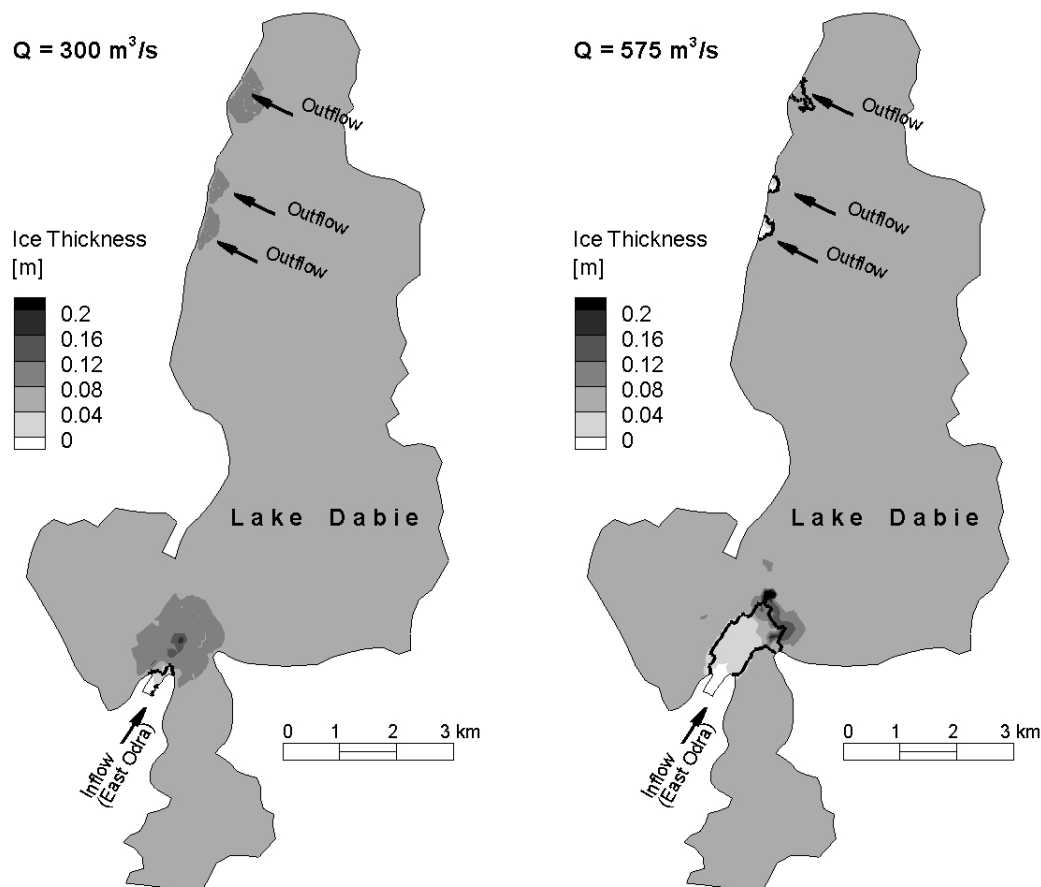 Q = 300 m³/s
Outflow
Outflow
Outflow
Ice Thickness
[m]
0.2
0.16
0.12
0.08
0.04
0
Lake Dabie
Inflow
(East Odra)
0 1 2 3 km
Q = 575 m³/s
Outflow
Outflow
Outflow
Ice Thickness
[m]
0.2
0.16
0.12
0.08
0.04
0
Lake Dabie
Inflow
(East Odra)
0 1 2 3 km